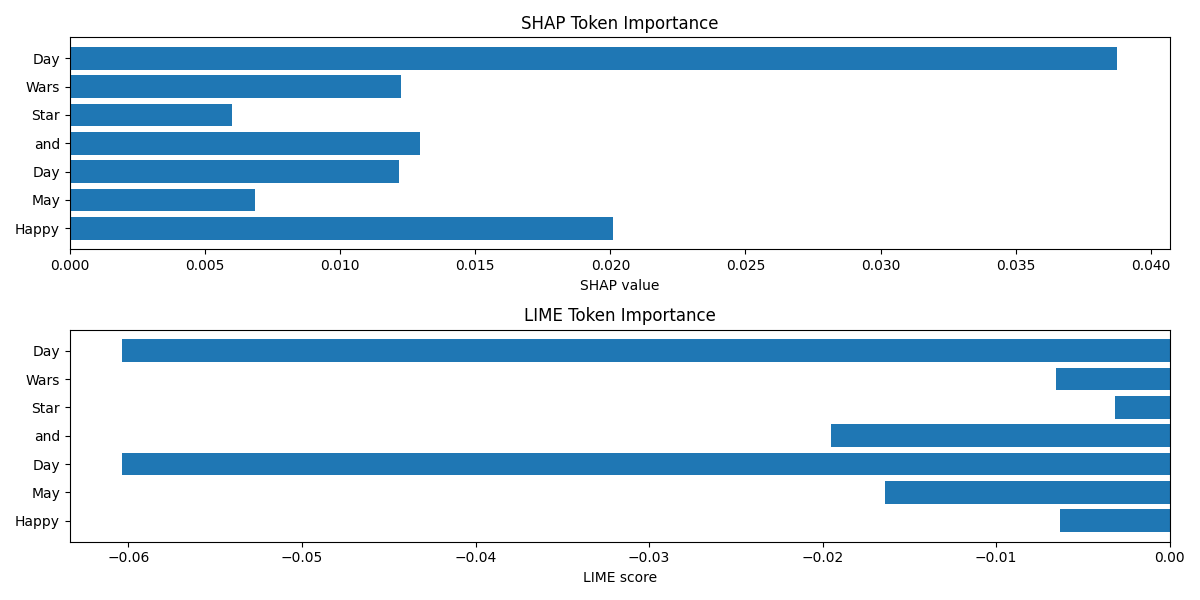 SHAP Token Importance
Day
Wars
Star
and
Day
May
Happy
0.000 0.005 0.010 0.015 0.020 0.025 0.030 0.035 0.040
SHAP value
LIME Token Importance
Day
Wars
Star
and
Day
May
Happy
−0.06 −0.05 −0.04 −0.03 −0.02 −0.01 0.00
LIME score